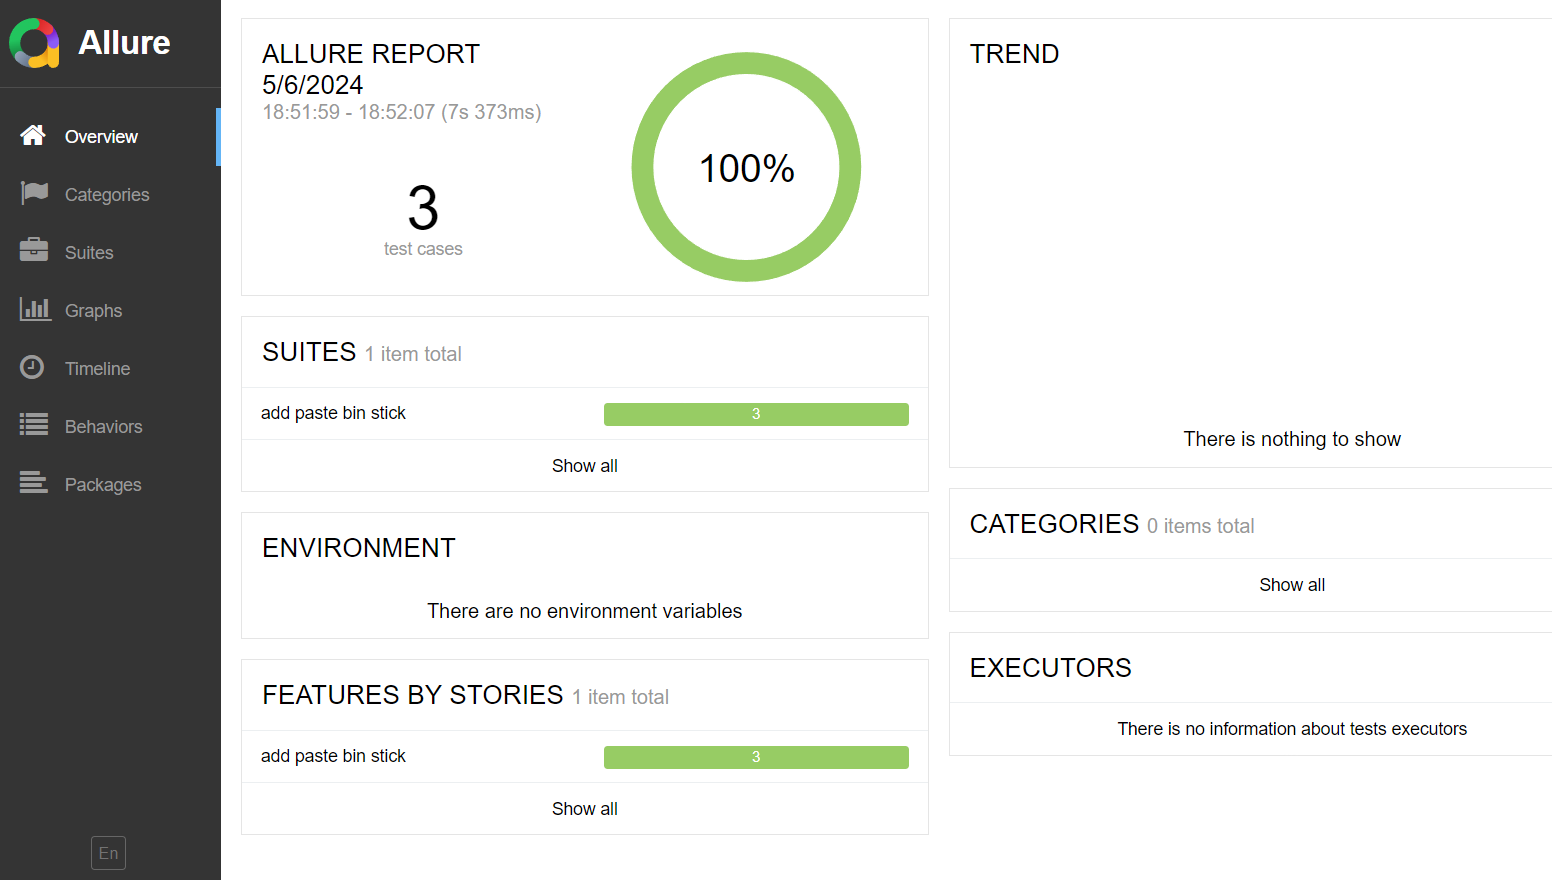 Allure
Overview
Categories
Suites
Graphs
Timeline
Behaviors
Packages
En
ALLURE REPORT
5/6/2024
18:51:59 - 18:52:07 (7s 373ms)
3
test cases
100%
SUITES 1 item total
add paste bin stick 3
Show all
ENVIRONMENT
There are no environment variables
FEATURES BY STORIES 1 item total
add paste bin stick 3
Show all
TREND
There is nothing to show
CATEGORIES 0 items total
Show all
EXECUTORS
There is no information about tests executors